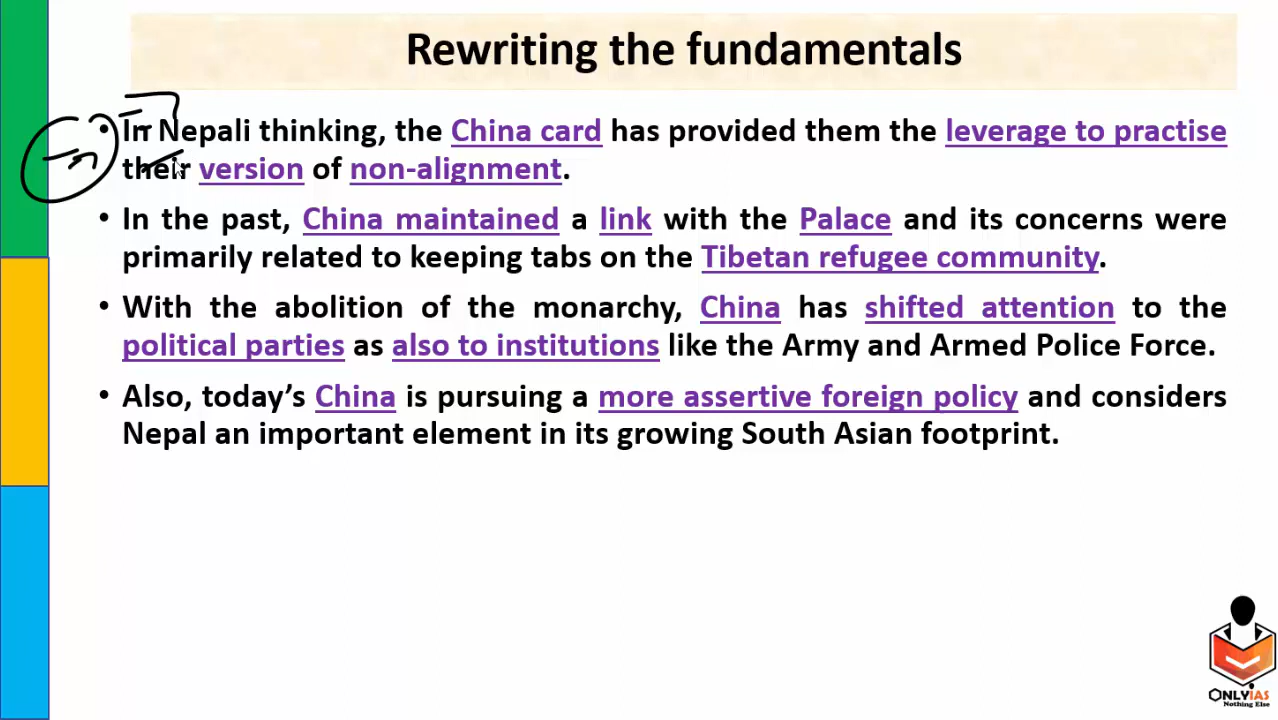 Rewriting the fundamentals
• In Nepali thinking, the China card has provided them the leverage to practise
their version of non-alignment.
• In the past, China maintained a link with the Palace and its concerns were
primarily related to keeping tabs on the Tibetan refugee community.
• With the abolition of the monarchy, China has shifted attention to the
political parties as also to institutions like the Army and Armed Police Force.
• Also, today’s China is pursuing a more assertive foreign policy and considers
Nepal an important element in its growing South Asian footprint.
ONLYIAS
Nothing Else